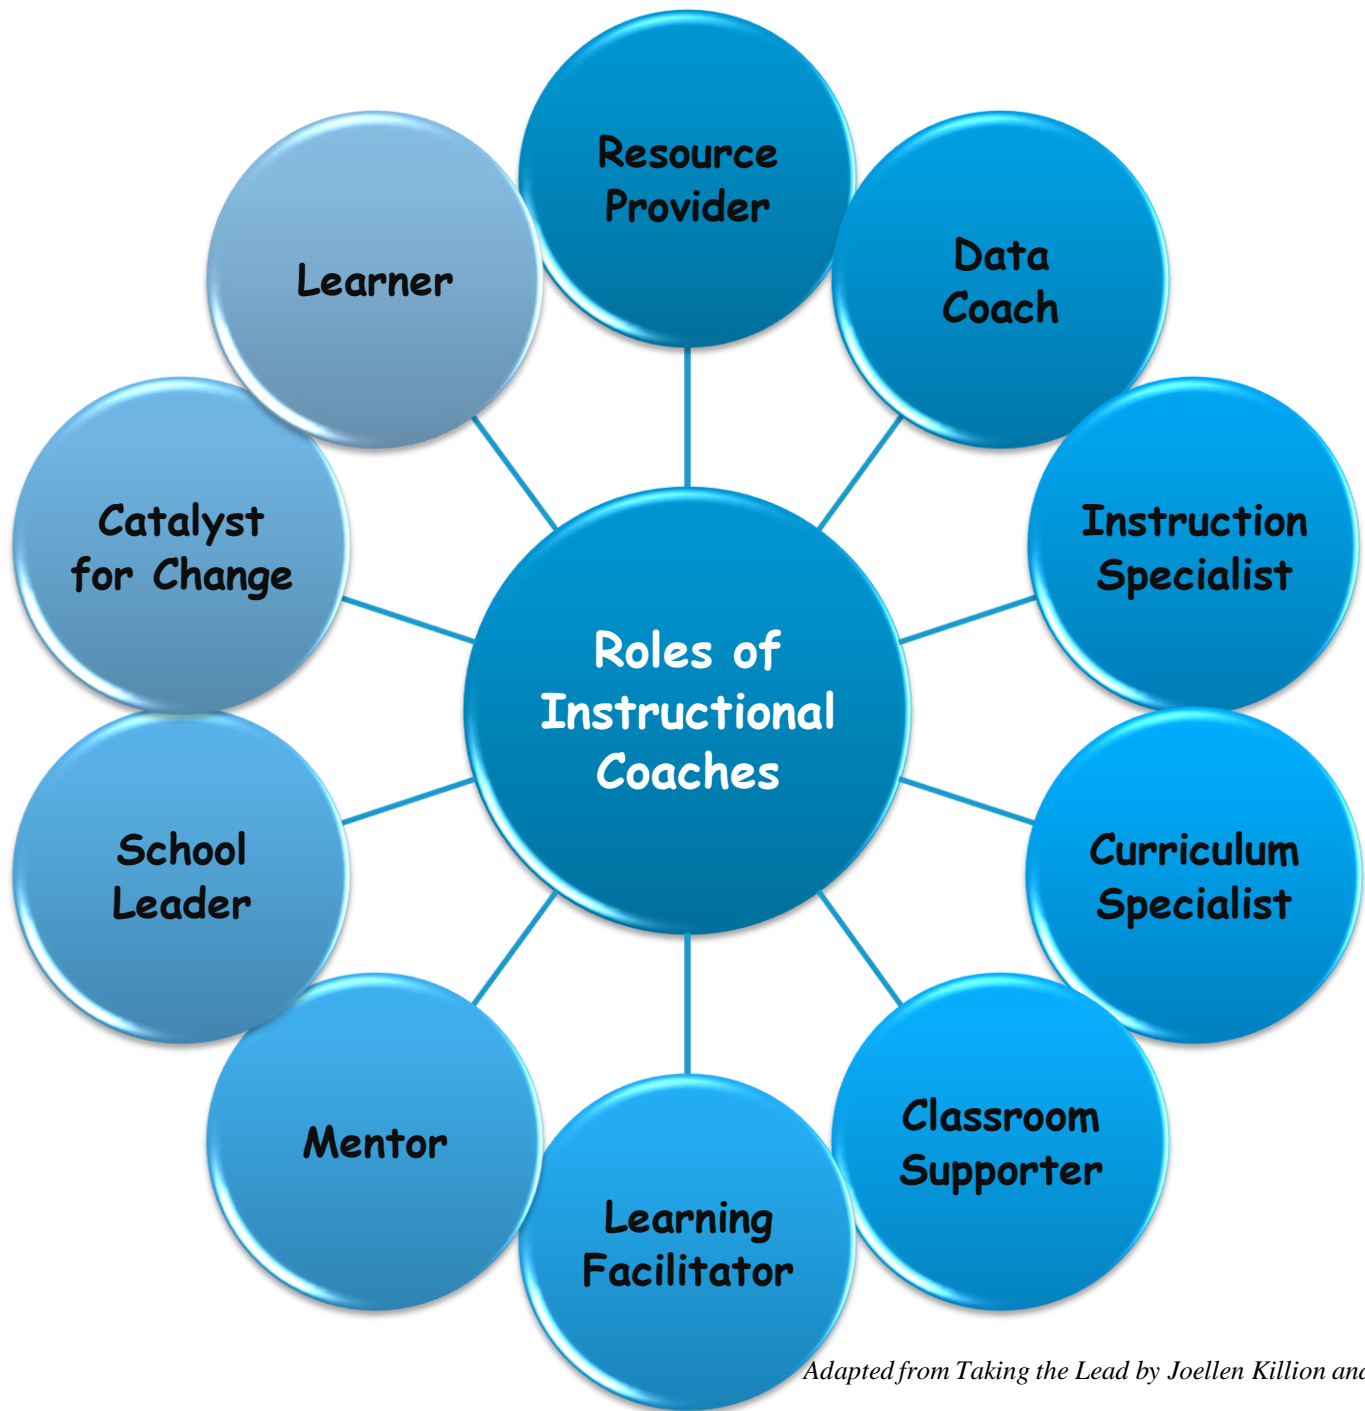 Resource
Provider
Data
Coach
Learner
Instruction
Specialist
Catalyst
for Change
Roles of
Instructional
Coaches
Curriculum
Specialist
School
Leader
Classroom
Supporter
Mentor
Learning
Facilitator
Adapted from Taking the Lead by Joellen Killion and